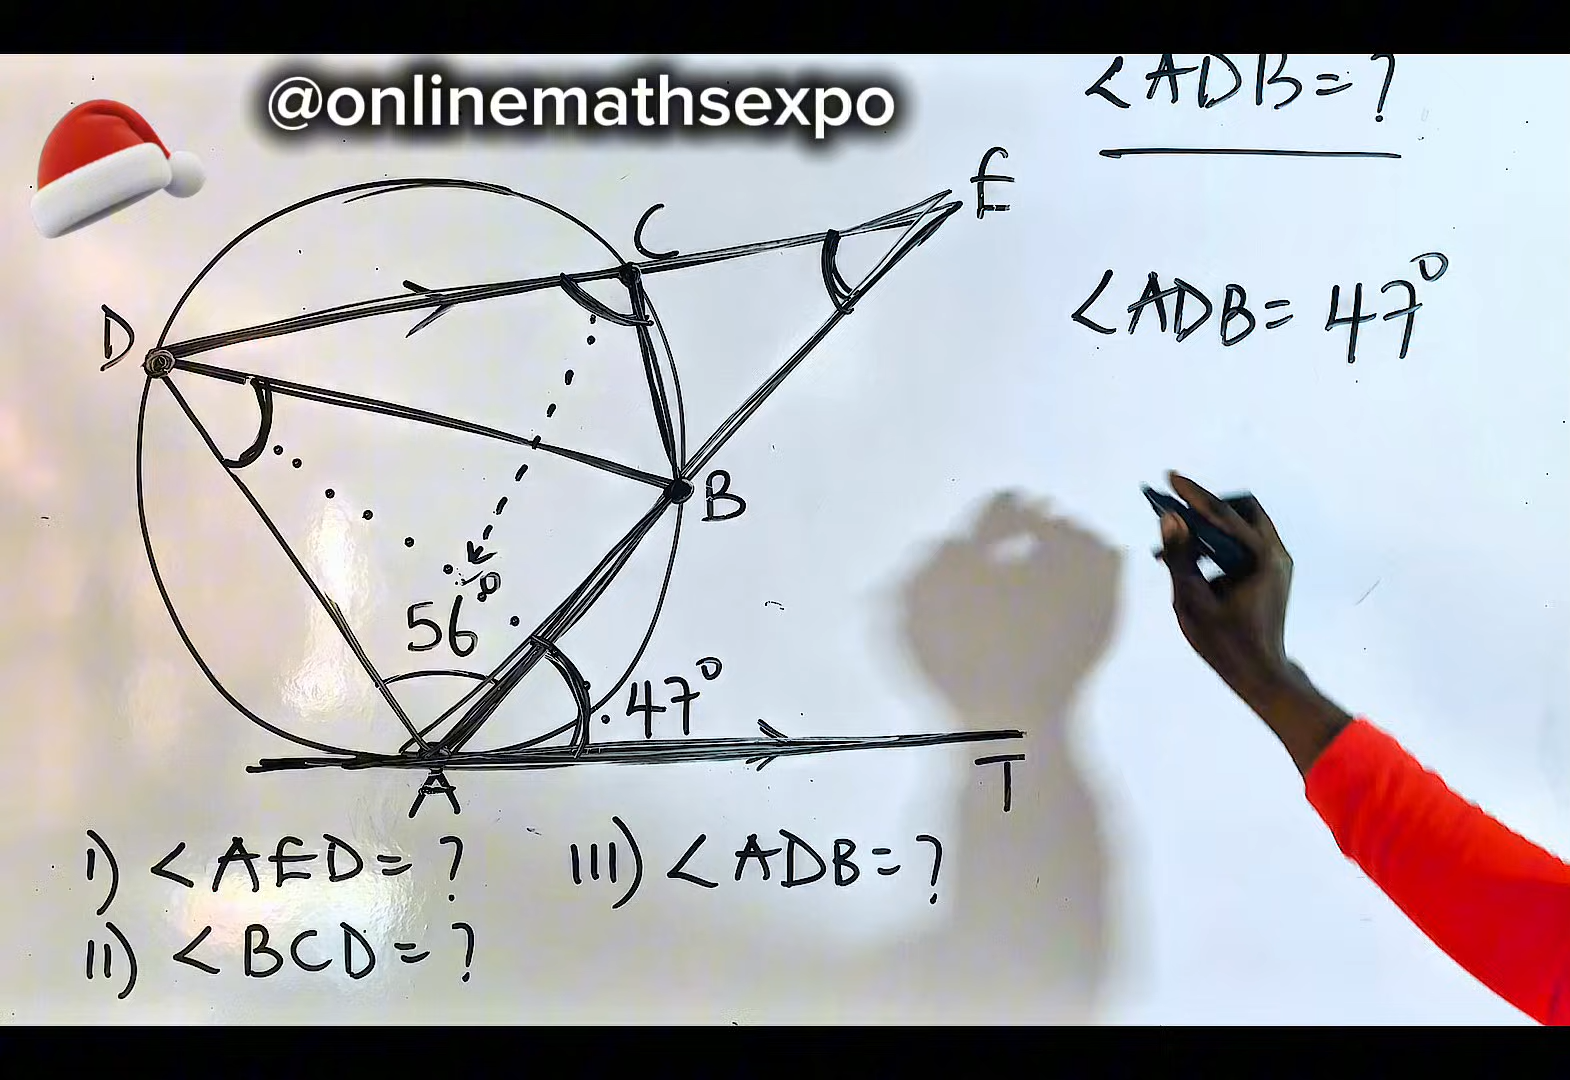 @onlinemathsexpo
<ADB=?
E
C
<ADB= 47°
D
B
56°
47°
A
T
I) <AED=? III) <ADB=?
II) <BCD=?